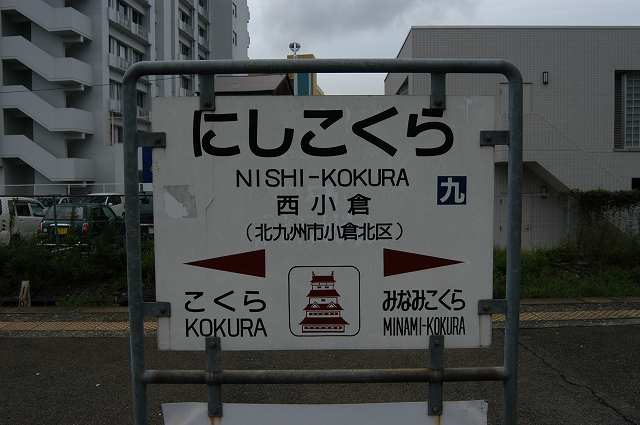 にしこくら
NISHI-KOKURA
九
西小倉
(北九州市小倉北区)
こくら
KOKURA
みなみこくら
MINAMI-KOKURA